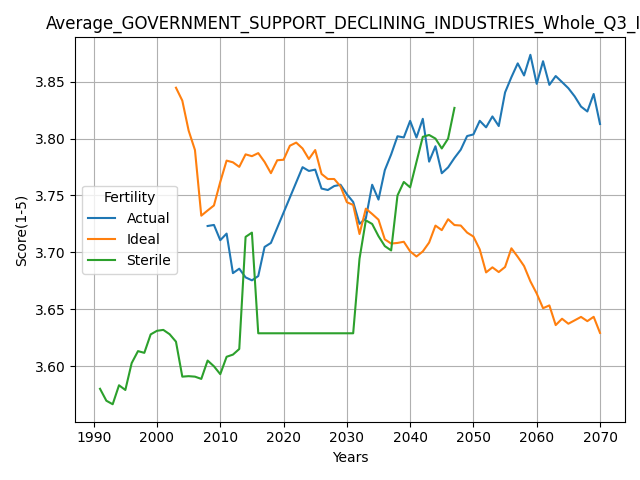 Average_GOVERNMENT_SUPPORT_DECLINING_INDUSTRIES_Whole_Q3_I
3.85
3.80
3.75
3.70
3.65
3.60
Score(1-5)
Fertility
Actual
Ideal
Sterile
1990 2000 2010 2020 2030 2040 2050 2060 2070
Years